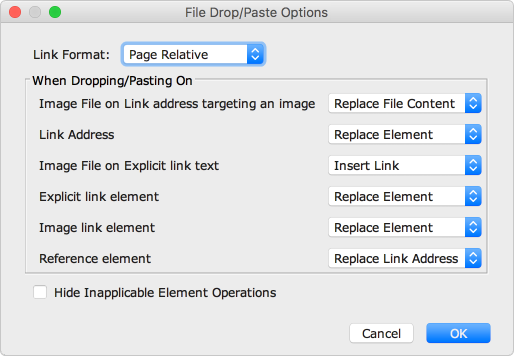 File Drop/Paste Options
Link Format: Page Relative
When Dropping/Pasting On
Image File on Link address targeting an image Replace File Content
Link Address Replace Element
Image File on Explicit link text Insert Link
Explicit link element Replace Element
Image link element Replace Element
Reference element Replace Link Address
Hide Inapplicable Element Operations
Cancel OK